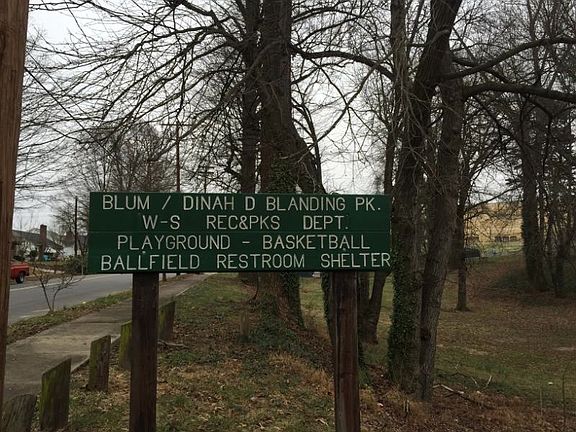 BLUM / DINAH D BLANDING PK.
W-S REC&PKS DEPT.
PLAYGROUND - BASKETBALL
BALLFIELD RESTROOM SHELTER